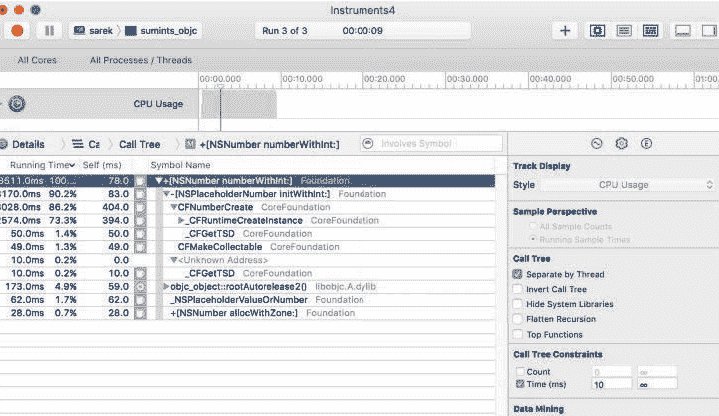 Instruments4
sarek > sumints_objc
Run 3 of 3 00:00:09
All Cores All Processes / Threads
00:00.000 00:10.000 00:20.000 00:30.000 00:40.000 00:50.000 01:00.
CPU Usage
Details Ca Call Tree +[NSNumber numberWithInt:] Involves Symbol
Running Time Self (ms) Symbol Name
3511.0ms 100.... 78.0 +[NSNumber numberWithInt:] Foundation
3170.0ms 90.2% 83.0 -[NSPlaceholderNumber initWithInt:] Foundation
3028.0ms 86.2% 404.0 CFNumberCreate CoreFoundation
2574.0ms 73.3% 394.0 _CFRuntimeCreateInstance CoreFoundation
50.0ms 1.4% 50.0 _CFGetTSD CoreFoundation
49.0ms 1.3% 49.0 CFMakeCollectable CoreFoundation
10.0ms 0.2% 0.0 <Unknown Address>
10.0ms 0.2% 10.0 _CFGetTSD CoreFoundation
173.0ms 4.9% 59.0 objc_object::rootAutorelease2() libobjc.A.dylib
62.0ms 1.7% 62.0 _NSPlaceholderValueOrNumber Foundation
28.0ms 0.7% 28.0 +[NSNumber allocWithZone:] Foundation
Track Display
Style CPU Usage
Sample Perspective
All Sample Counts
Running Sample Times
Call Tree
Separate by Thread
Invert Call Tree
Hide System Libraries
Flatten Recursion
Top Functions
Call Tree Constraints
Count 0 ∞
Time (ms) 10 ∞
Data Mining